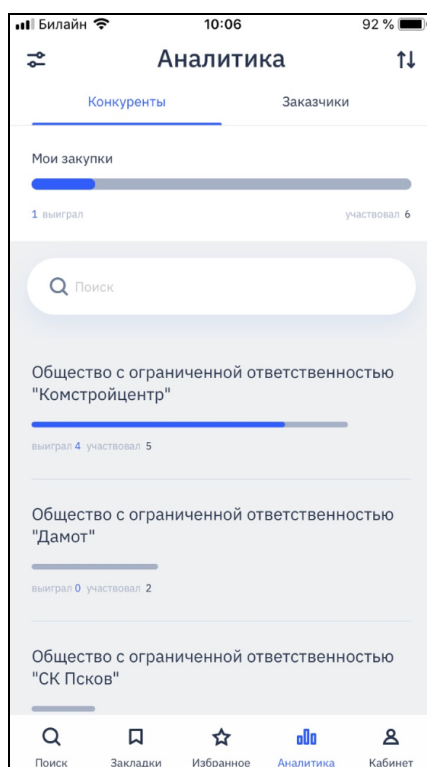 Билайн 10:06 92 %
Аналитика
Конкуренты Заказчики
Мои закупки
1 выиграл участвовал 6
Поиск
Общество с ограниченной ответственностью
"Комстройцентр"
выиграл 4 участвовал 5
Общество с ограниченной ответственностью
"Дамот"
выиграл 0 участвовал 2
Общество с ограниченной ответственностью
"СК Псков"
Поиск Закладки Избранное Аналитика Кабинет